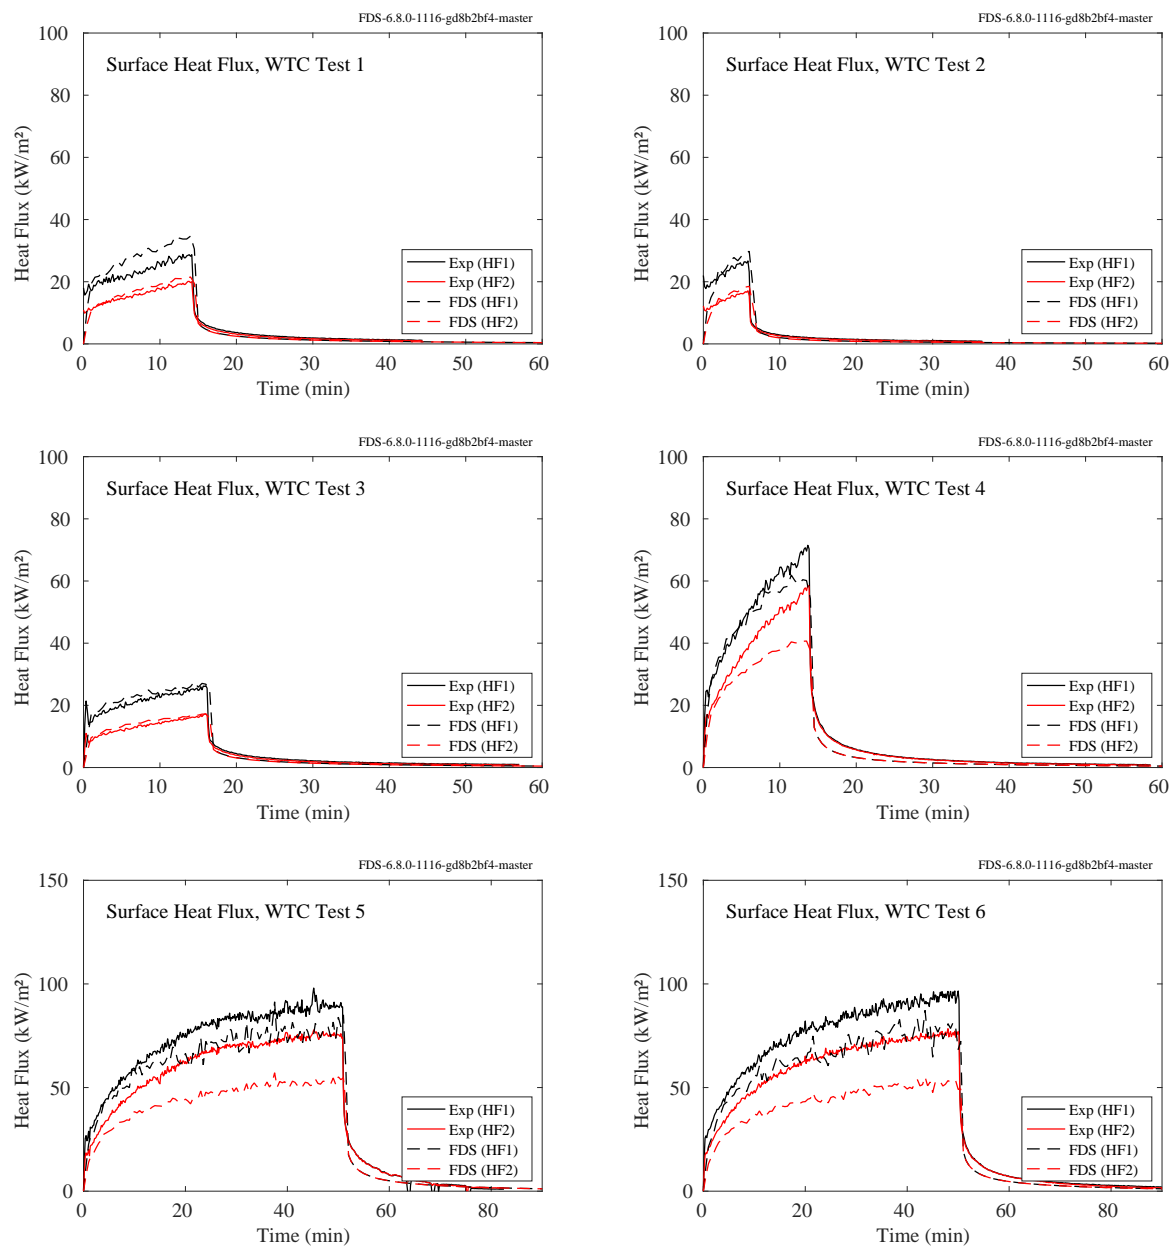 FDS-6.8.0-1116-gd8b2bf4-master
Surface Heat Flux, WTC Test 1
Heat Flux (kW/m²)
100
80
60
40
20
0
Exp (HF1)
Exp (HF2)
FDS (HF1)
FDS (HF2)
0 10 20 30 40 50 60
Time (min)
FDS-6.8.0-1116-gd8b2bf4-master
Surface Heat Flux, WTC Test 2
Heat Flux (kW/m²)
100
80
60
40
20
0
Exp (HF1)
Exp (HF2)
FDS (HF1)
FDS (HF2)
0 10 20 30 40 50 60
Time (min)
FDS-6.8.0-1116-gd8b2bf4-master
Surface Heat Flux, WTC Test 3
Heat Flux (kW/m²)
100
80
60
40
20
0
Exp (HF1)
Exp (HF2)
FDS (HF1)
FDS (HF2)
0 10 20 30 40 50 60
Time (min)
FDS-6.8.0-1116-gd8b2bf4-master
Surface Heat Flux, WTC Test 4
Heat Flux (kW/m²)
100
80
60
40
20
0
Exp (HF1)
Exp (HF2)
FDS (HF1)
FDS (HF2)
0 10 20 30 40 50 60
Time (min)
FDS-6.8.0-1116-gd8b2bf4-master
Surface Heat Flux, WTC Test 5
Heat Flux (kW/m²)
150
100
50
0
Exp (HF1)
Exp (HF2)
FDS (HF1)
FDS (HF2)
0 20 40 60 80
Time (min)
FDS-6.8.0-1116-gd8b2bf4-master
Surface Heat Flux, WTC Test 6
Heat Flux (kW/m²)
150
100
50
0
Exp (HF1)
Exp (HF2)
FDS (HF1)
FDS (HF2)
0 20 40 60 80
Time (min)